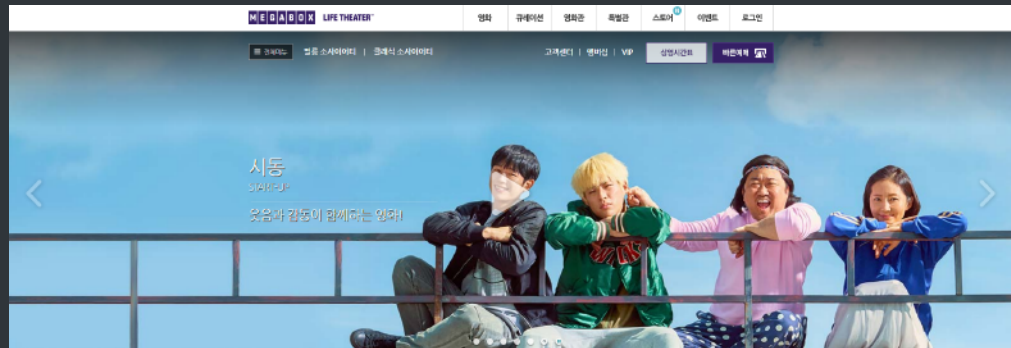 MEGABOX LIFE THEATER
영화 큐레이션 영화관 특별관 스토어 N 이벤트 로그인
전체메뉴 필름 소사이어티 | 클래식 소사이어티 고객센터 | 멤버십 | VIP 상영시간표 빠른예매
시동
START-UP
웃음과 감동이 함께하는 영화!